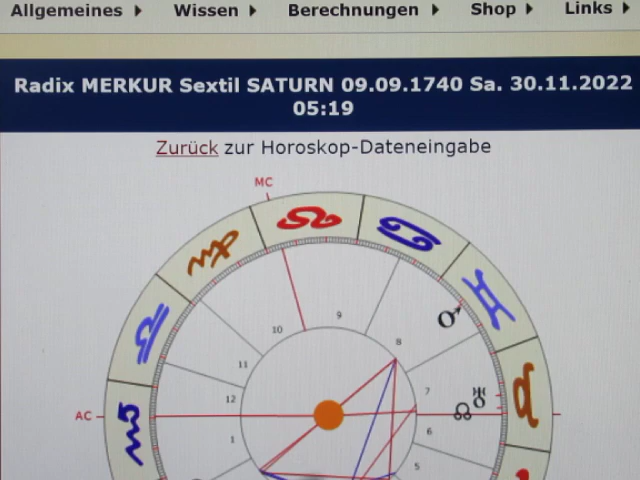 Allgemeines Wissen Berechnungen Shop Links
Radix MERKUR Sextil SATURN 09.09.1740 Sa. 30.11.2022
05:19
Zurück zur Horoskop-Dateneingabe
MC
9
10
8
11
7
12
AC
6
1
5